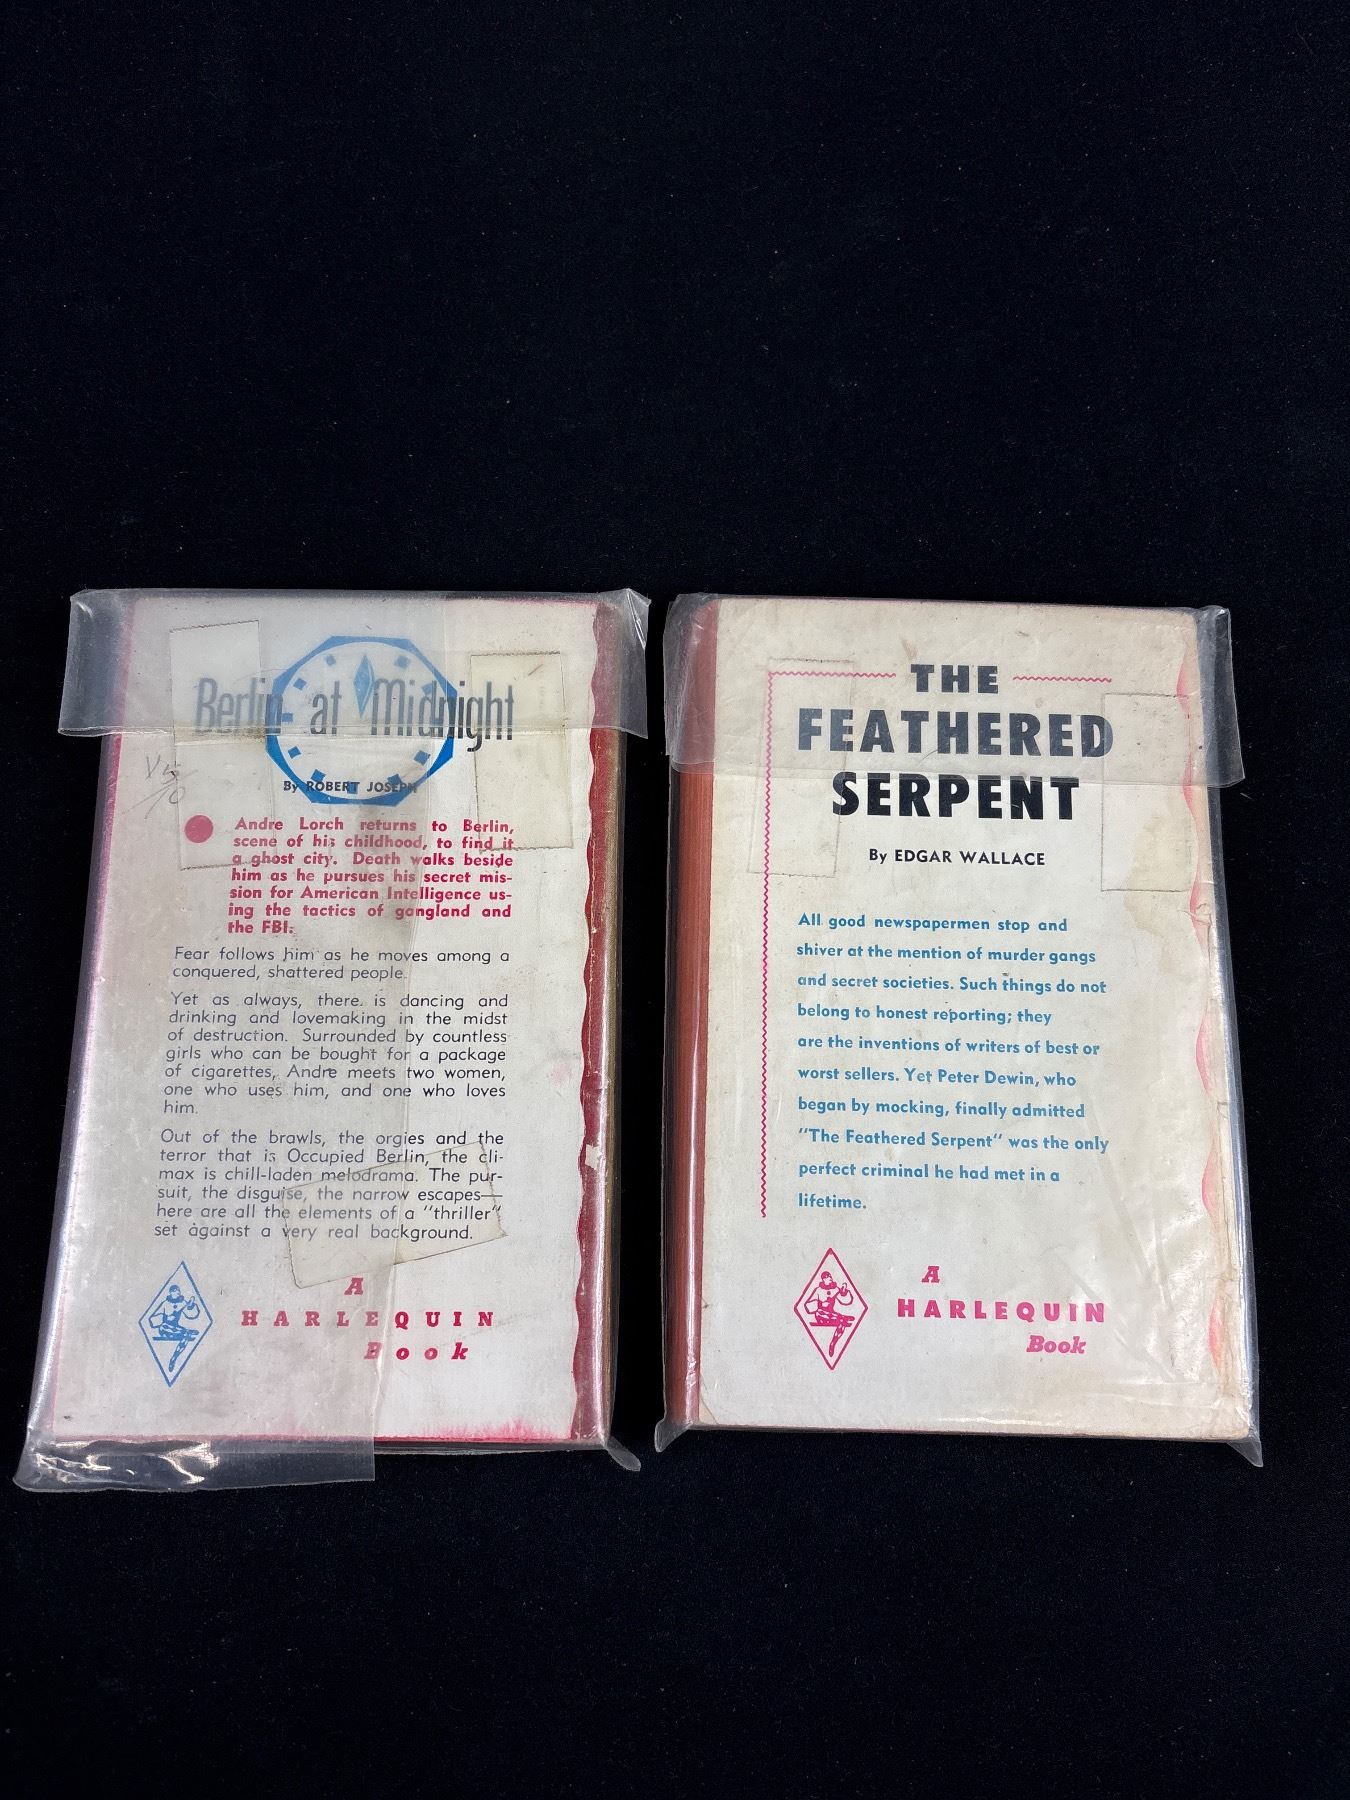 Berlin at Midnight
By ROBERT JOSEPH
Andre Lorch returns to Berlin,
scene of his childhood, to find it
a ghost city. Death walks beside
him as he pursues his secret mis-
sion for American Intelligence us-
ing the tactics of gangland and
the FBI.
Fear follows him as he moves among a
conquered, shattered people.
Yet as always, there is dancing and
drinking and lovemaking in the midst
of destruction. Surrounded by countless
girls who can be bought for a package
of cigarettes, Andre meets two women,
one who uses him, and one who loves
him.
Out of the brawls, the orgies and the
terror that is Occupied Berlin, the cli-
max is chill-laden melodrama. The pur-
suit, the disguise, the narrow escapes—
here are all the elements of a "thriller"
set against a very real background.
A
HARLEQUIN
Book
THE
FEATHERED
SERPENT
By EDGAR WALLACE
All good newspapermen stop and
shiver at the mention of murder gangs
and secret societies. Such things do not
belong to honest reporting; they
are the inventions of writers of best or
worst sellers. Yet Peter Dewin, who
began by mocking, finally admitted
"The Feathered Serpent" was the only
perfect criminal he had met in a
lifetime.
A
HARLEQUIN
Book